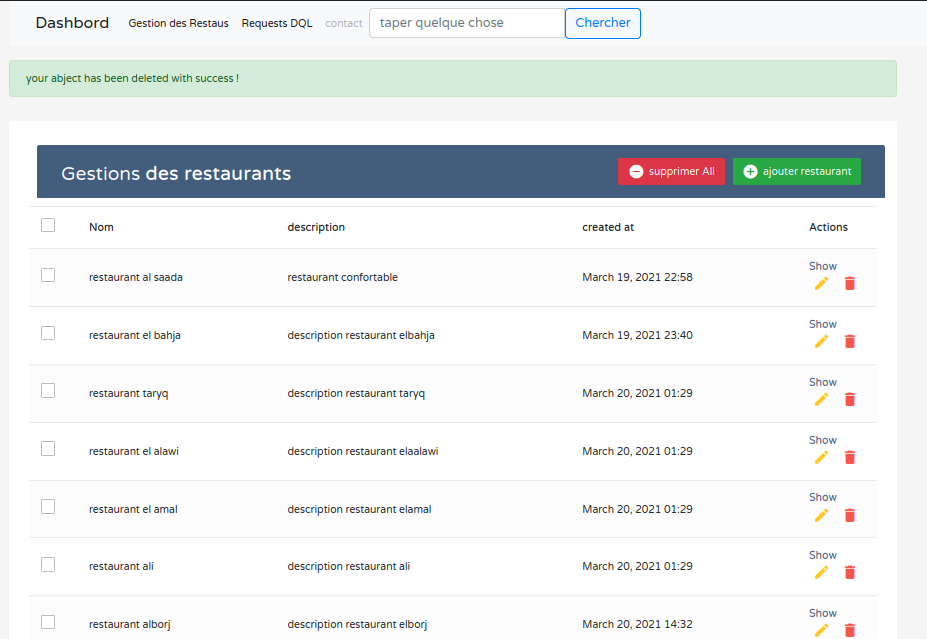 Dashbord Gestion des Restaus Requests DQL contact taper quelque chose Chercher
your abject has been deleted with success !
Gestions des restaurants supprimer All ajouter restaurant
Nom description created at Actions
restaurant al saada restaurant confortable March 19, 2021 22:58 Show
restaurant el bahja description restaurant elbahja March 19, 2021 23:40 Show
restaurant taryq description restaurant taryq March 20, 2021 01:29 Show
restaurant el alawi description restaurant elaalawi March 20, 2021 01:29 Show
restaurant el amal description restaurant elamal March 20, 2021 01:29 Show
restaurant ali description restaurant ali March 20, 2021 01:29 Show
restaurant alborj description restaurant elborj March 20, 2021 14:32 Show